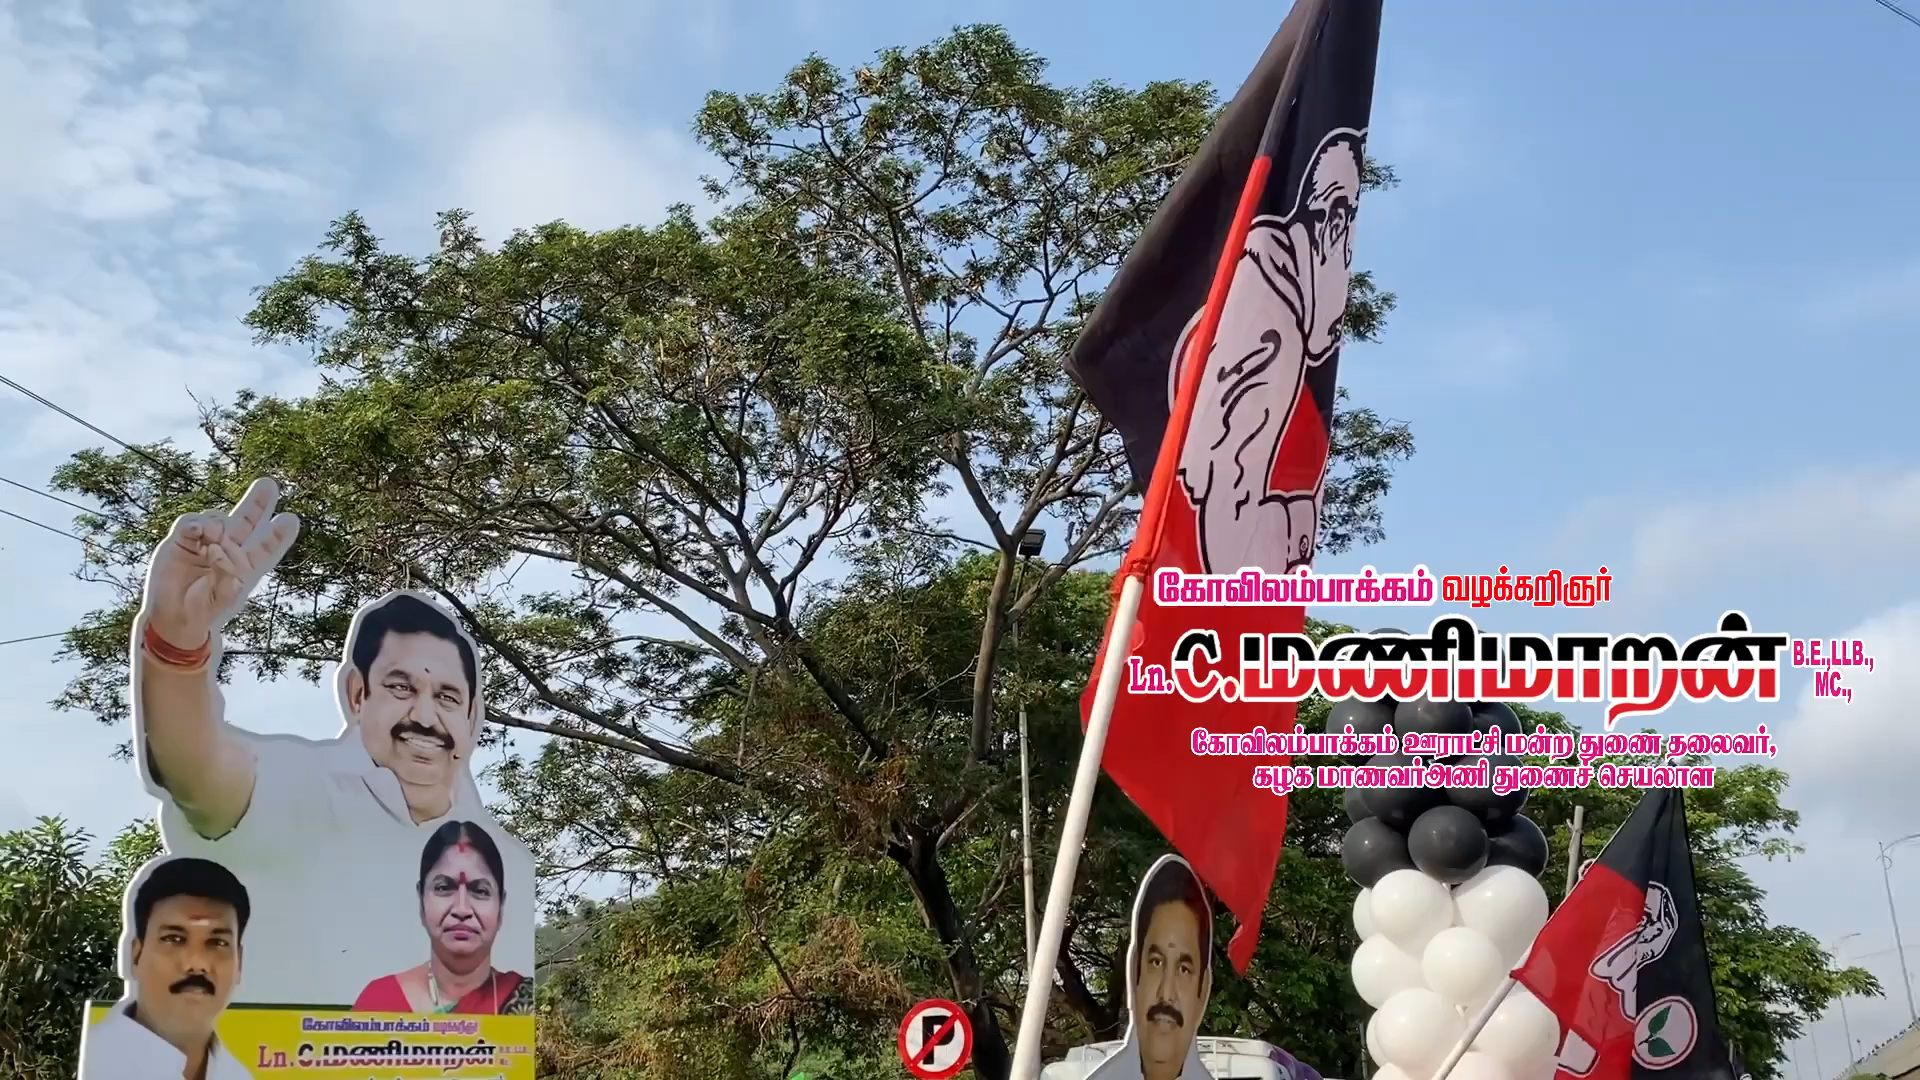 கோவிலம்பாக்கம் வழக்கறிஞர்
Ln. C.மணிமாறன் B.E.,LLB.,
MC.,
கோவிலம்பாக்கம் ஊராட்சி மன்ற துணை தலைவர்,
கழக மாணவர்அணி துணைச் செயலாள
P
கோவிலம்பாக்கம்
Ln. C.மணிமாறன்